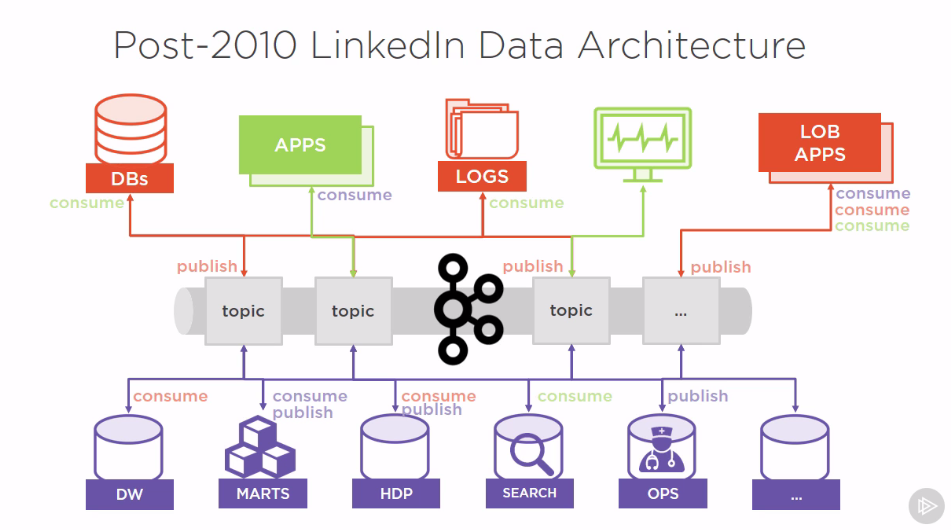 Post-2010 LinkedIn Data Architecture
DBs
APPS
LOGS
LOB
APPS
consume
consume
consume
consume
consume
consume
publish
publish
publish
topic
topic
topic
...
consume
consume
publish
consume
publish
consume
publish
DW
MARTS
HDP
SEARCH
OPS
...